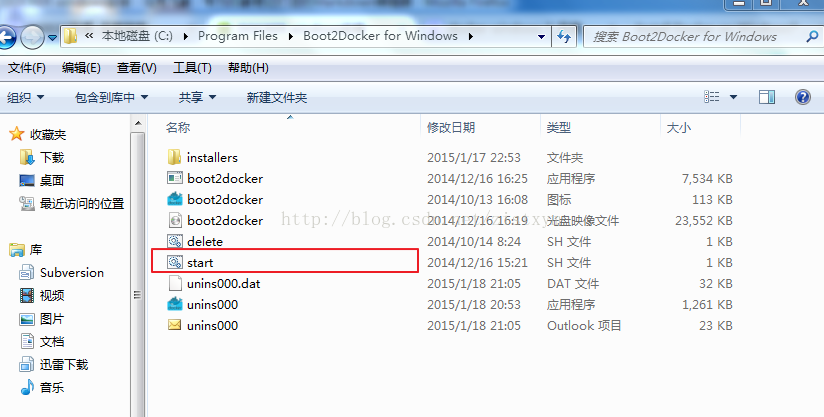 « 本地磁盘 (C:) ▸ Program Files ▸ Boot2Docker for Windows ▸
搜索 Boot2Docker for Windows
文件(F) 编辑(E) 查看(V) 工具(T) 帮助(H)
组织 包含到库中 共享 新建文件夹
收藏夹
下载
桌面
最近访问的位置
库
Subversion
视频
图片
文档
迅雷下载
音乐
名称 修改日期 类型 大小
installers 2015/1/17 22:53 文件夹
boot2docker 2014/12/16 16:25 应用程序 7,534 KB
boot2docker 2014/10/13 16:08 图标 113 KB
boot2docker 2014/12/16 16:19 光盘映像文件 23,552 KB
delete 2014/10/14 8:24 SH 文件 1 KB
start 2014/12/16 15:21 SH 文件 1 KB
unins000.dat 2015/1/18 21:05 DAT 文件 32 KB
unins000 2015/1/18 20:53 应用程序 1,261 KB
unins000 2015/1/18 21:05 Outlook 项目 23 KB